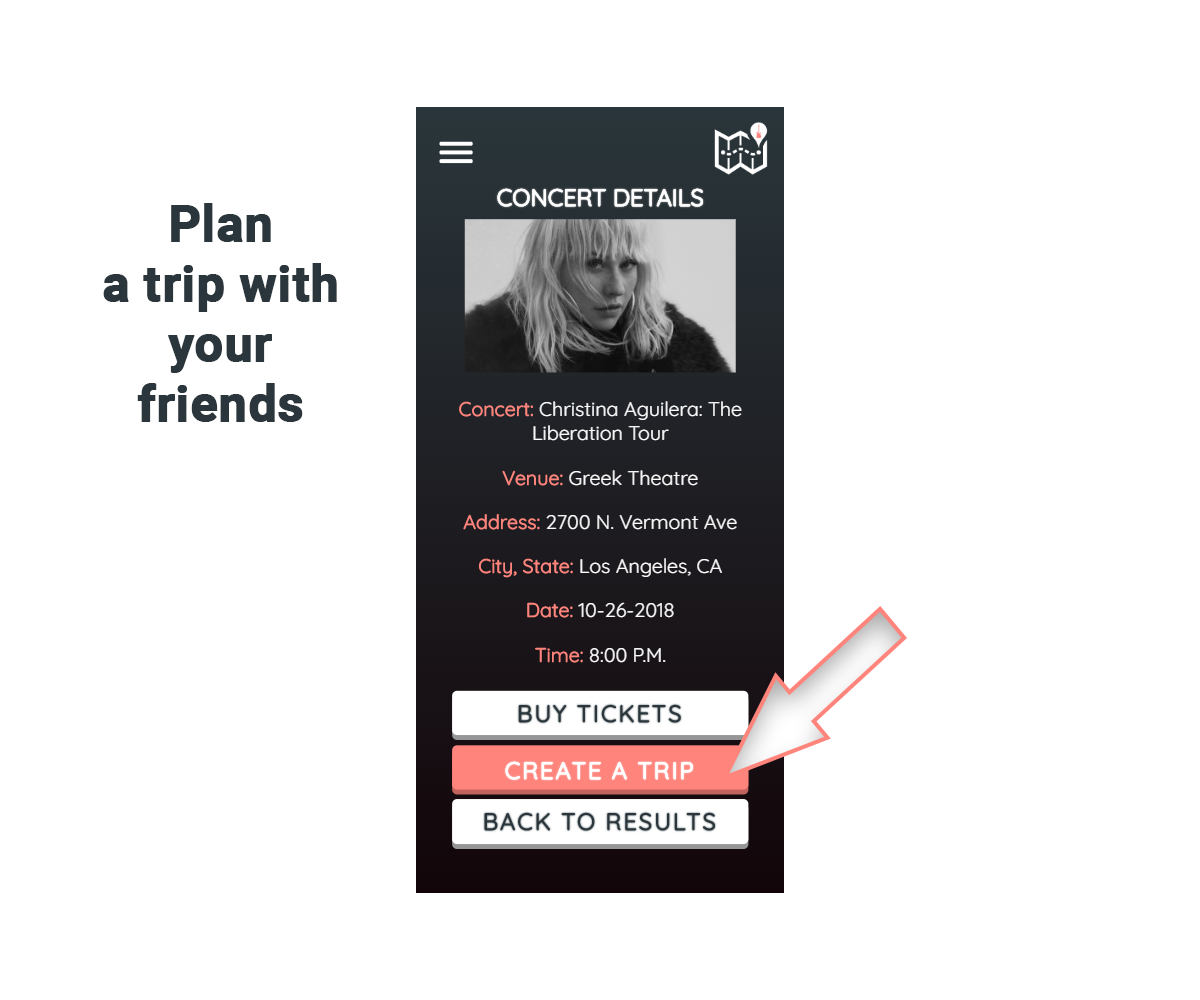 Plan
a trip with
your
friends
CONCERT DETAILS
Concert: Christina Aguilera: The
Liberation Tour
Venue: Greek Theatre
Address: 2700 N. Vermont Ave
City, State: Los Angeles, CA
Date: 10-26-2018
Time: 8:00 P.M.
BUY TICKETS
CREATE A TRIP
BACK TO RESULTS